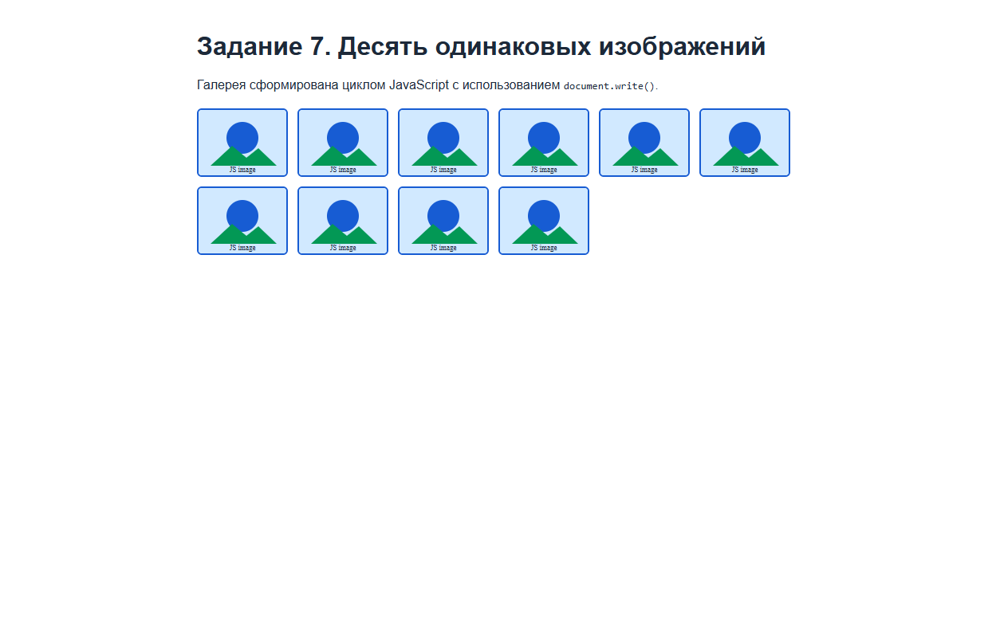 Задание 7. Десять одинаковых изображений
Галерея сформирована циклом JavaScript с использованием document.write().
JS image JS image JS image JS image JS image JS image
JS image JS image JS image JS image